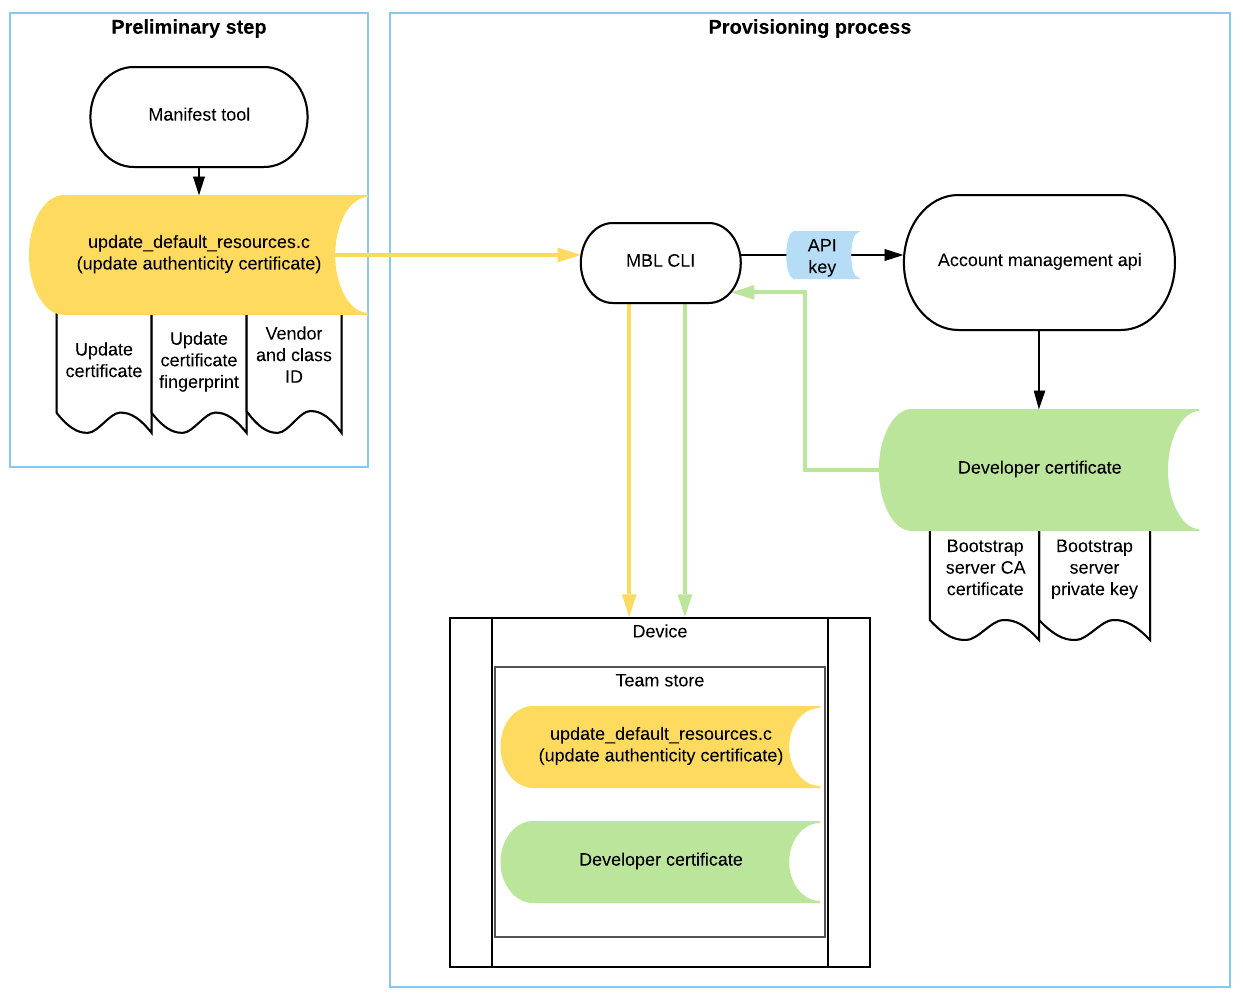 Preliminary step
Manifest tool
update_default_resources.c
(update authenticity certificate)
Update
certificate
Update
certificate
fingerprint
Vendor
and class
ID
Provisioning process
MBL CLI
API
key
Account management api
Developer certificate
Bootstrap
server CA
certificate
Bootstrap
server
private key
Device
Team store
update_default_resources.c
(update authenticity certificate)
Developer certificate